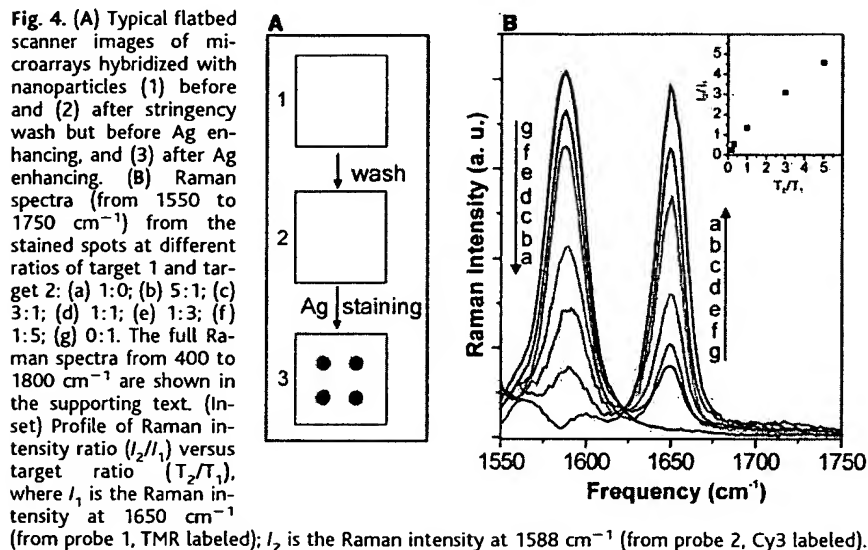 Fig. 4. (A) Typical flatbed
scanner images of mi-
croarrays hybridized with
nanoparticles (1) before
and (2) after stringency
wash but before Ag en-
hancing, and (3) after Ag
enhancing. (B) Raman
spectra (from 1550 to
1750 cm⁻¹) from the
stained spots at different
ratios of target 1 and tar-
get 2: (a) 1:0; (b) 5:1; (c)
3:1; (d) 1:1; (e) 1:3; (f)
1:5; (g) 0:1. The full Ra-
man spectra from 400 to
1800 cm⁻¹ are shown in
the supporting text. (In-
set) Profile of Raman in-
tensity ratio (I₂/I₁) versus
target ratio (T₂/T₁),
where I₁ is the Raman in-
tensity at 1650 cm⁻¹
(from probe 1, TMR labeled); I₂ is the Raman intensity at 1588 cm⁻¹ (from probe 2, Cy3 labeled).
A
1
wash
2
Ag staining
3
B
Raman Intensity (a. u.)
g
f
e
d
c
b
a
a
b
c
d
e
f
g
I₂/I₁
5
4
3
2
1
0
0 1 2 3 4 5
T₂/T₁
1550 1600 1650 1700 1750
Frequency (cm⁻¹)